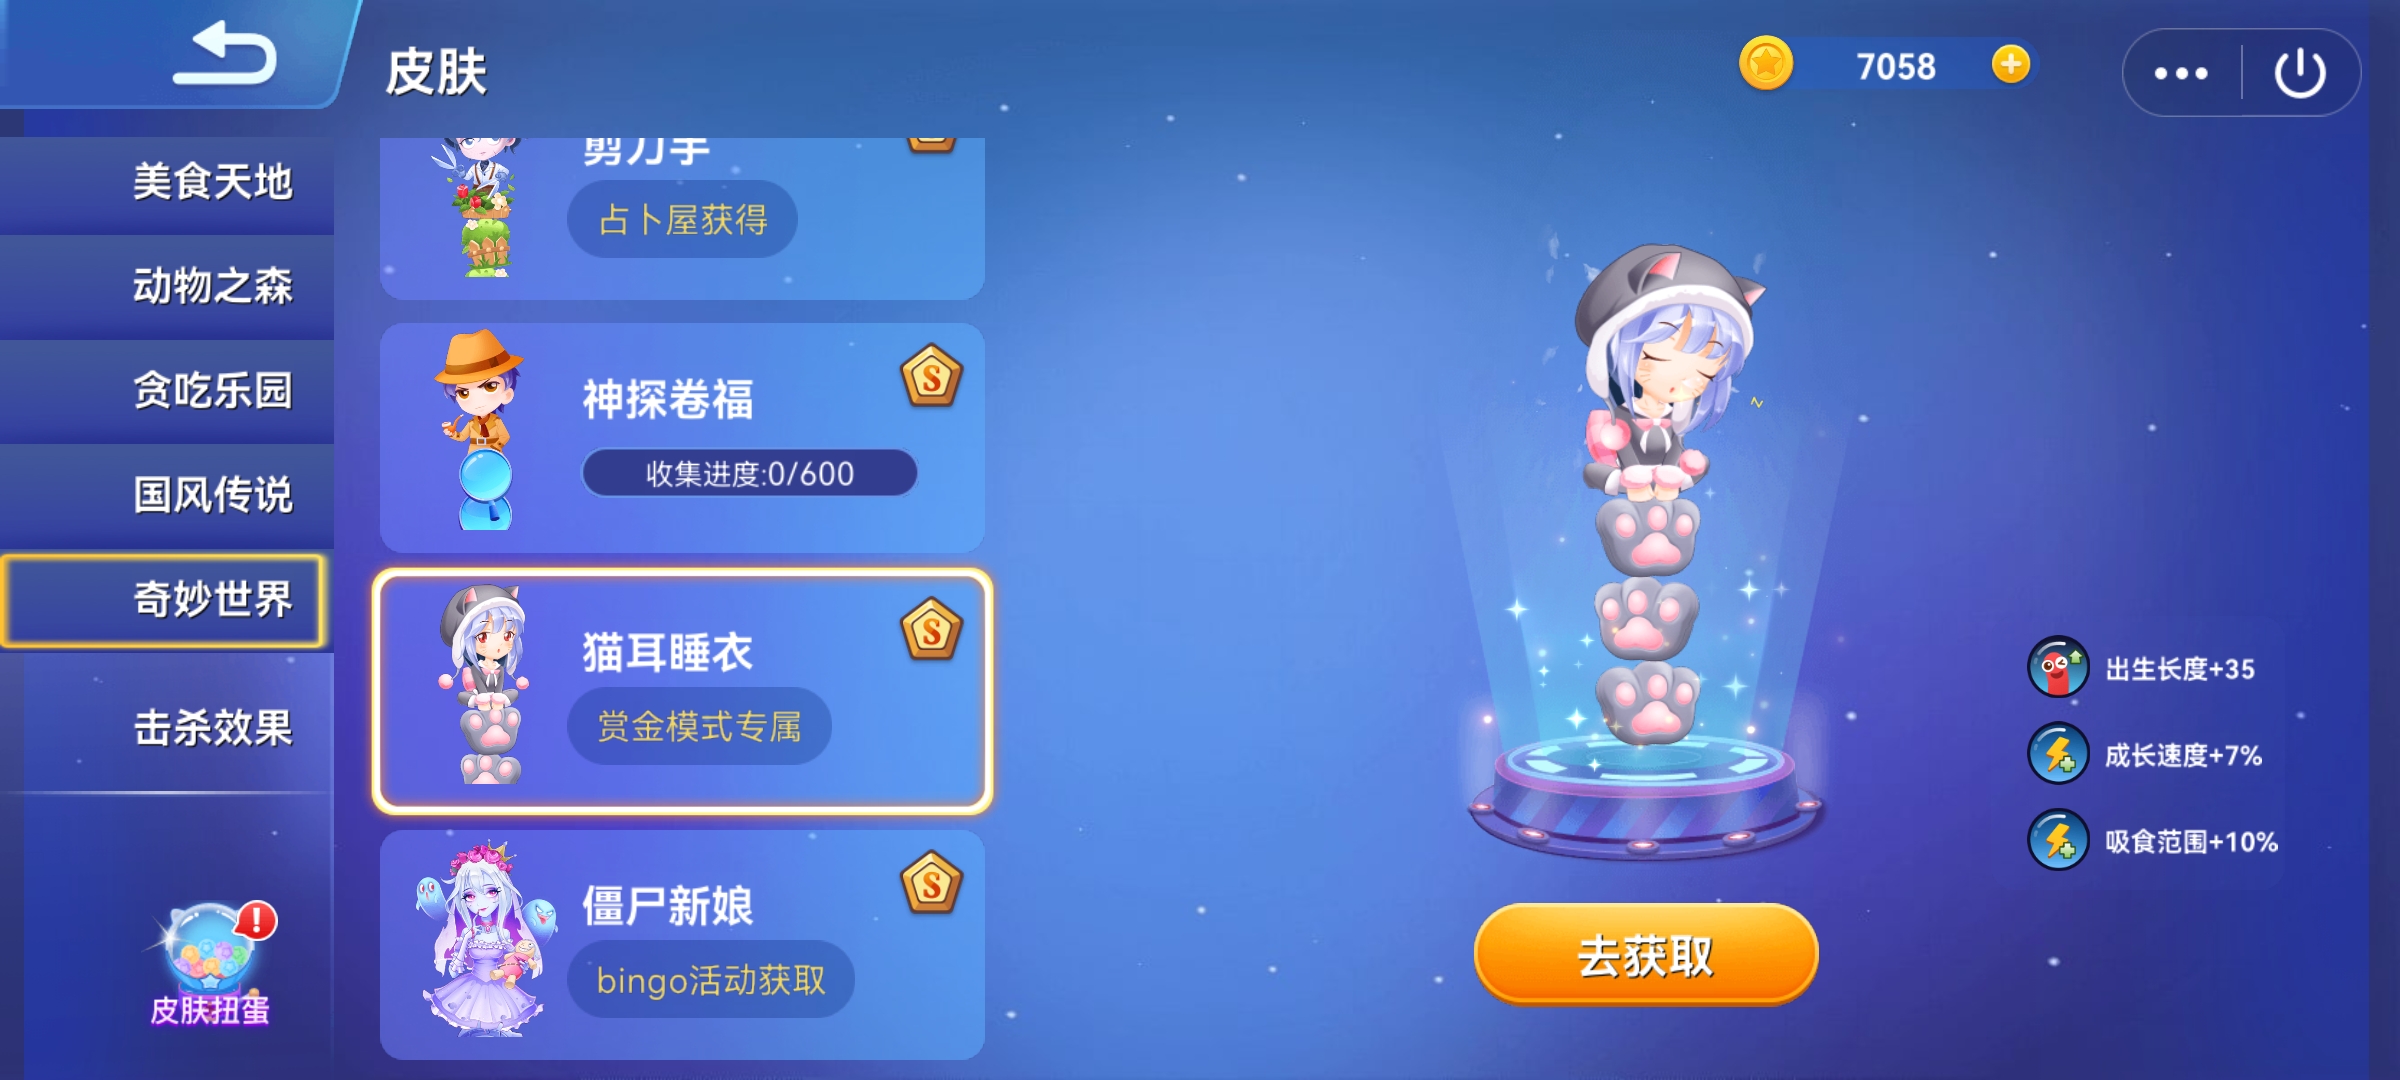 皮肤
7058
美食天地
动物之森
贪吃乐园
国风传说
奇妙世界
击杀效果
皮肤扭蛋
剪刀手
占卜屋获得
神探卷福
S
收集进度:0/600
猫耳睡衣
S
赏金模式专属
僵尸新娘
S
bingo活动获取
出生长度+35
成长速度+7%
吸食范围+10%
去获取